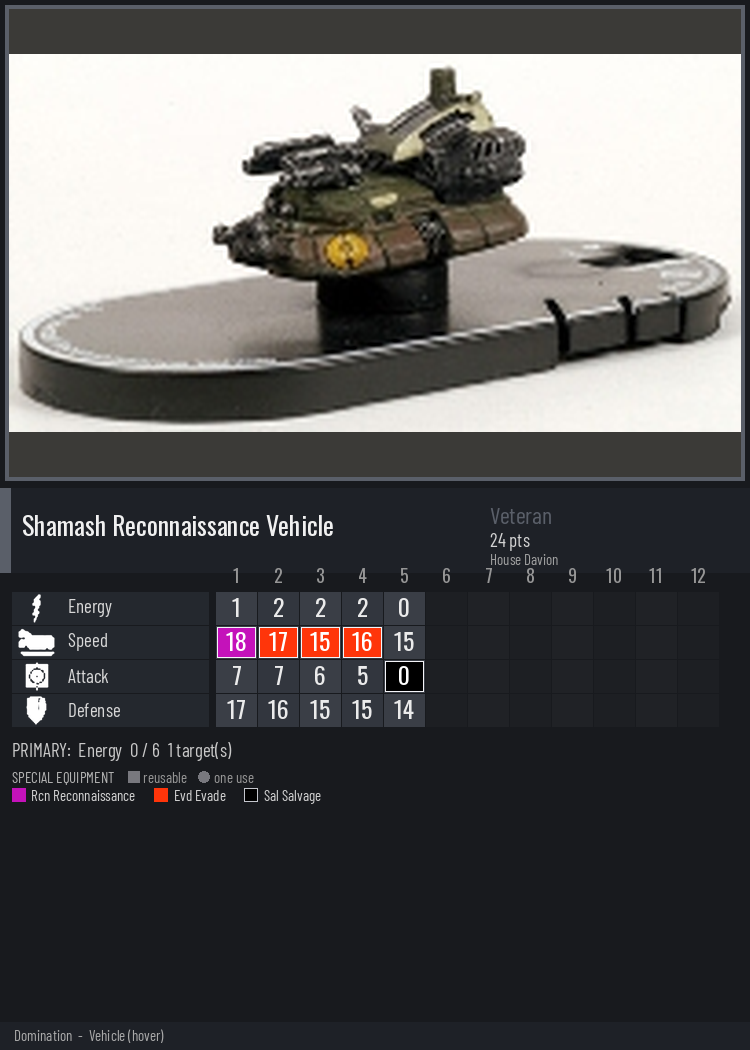 Shamash Reconnaissance Vehicle
Veteran
24 pts
House Davion
1 2 3 4 5 6 7 8 9 10 11 12
Energy 1 2 2 2 0
Speed 18 17 15 16 15
Attack 7 7 6 5 0
Defense 17 16 15 15 14
PRIMARY: Energy 0 / 6 1 target(s)
SPECIAL EQUIPMENT reusable one use
Rcn Reconnaissance Evd Evade Sal Salvage
Domination - Vehicle (hover)